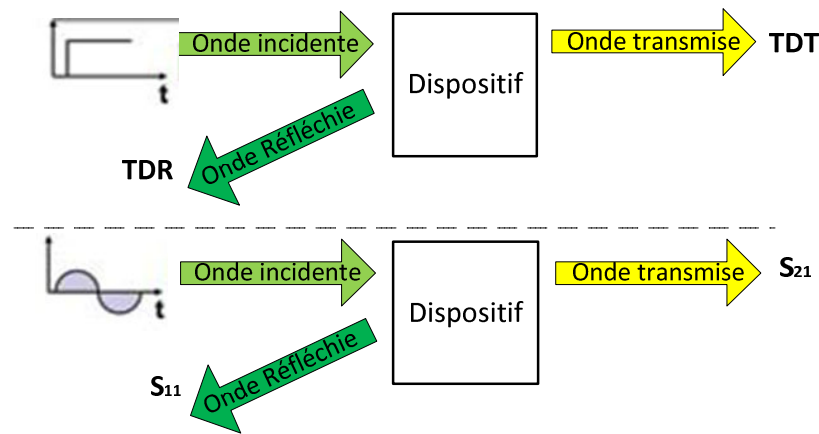 Onde incidente
Onde transmise
TDT
Dispositif
t
Onde Réfléchie
TDR
Onde incidente
Onde transmise
S21
t
Dispositif
Onde Réfléchie
S11